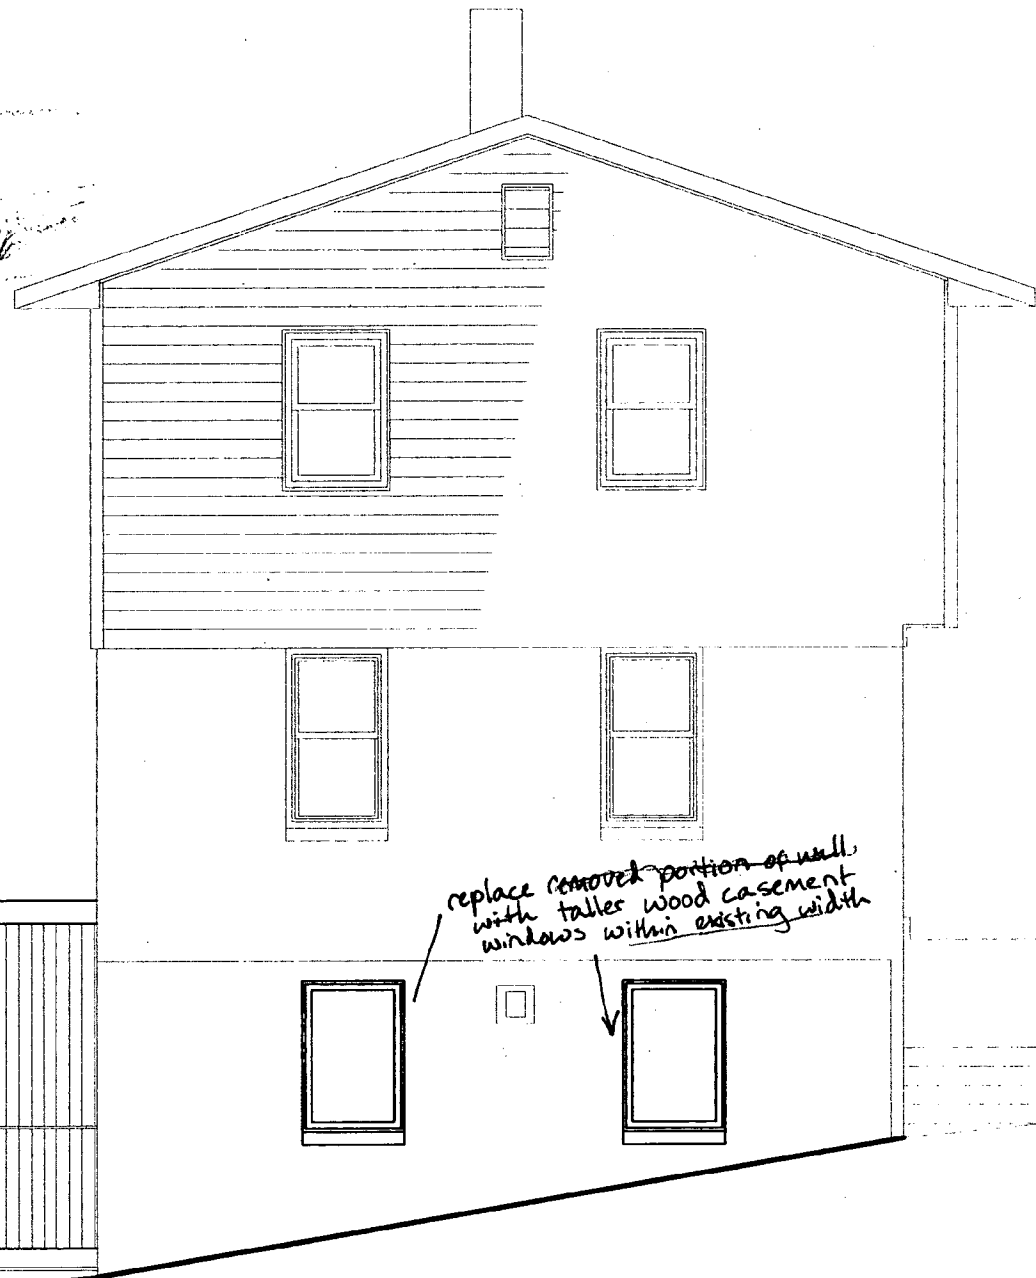 replace removed portion of wall
with taller wood casement
windows within existing width